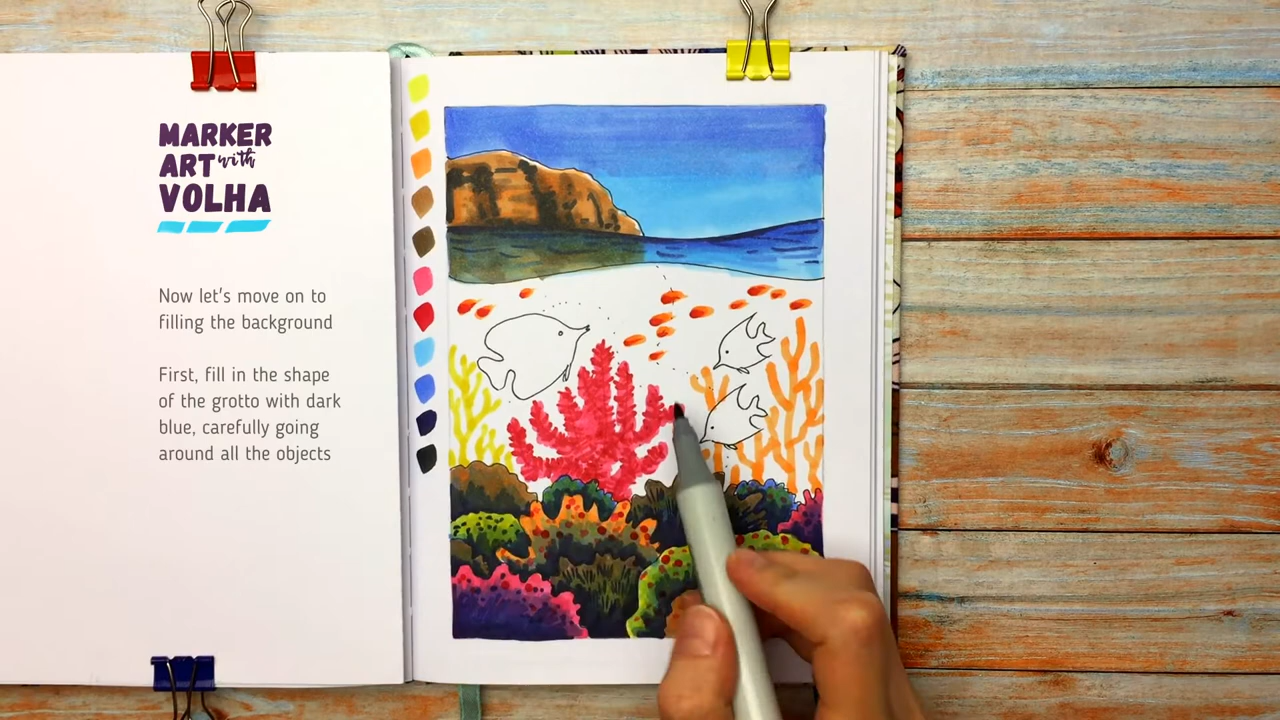 MARKER
ART with
VOLHA
Now let's move on to
filling the background
First, fill in the shape
of the grotto with dark
blue, carefully going
around all the objects